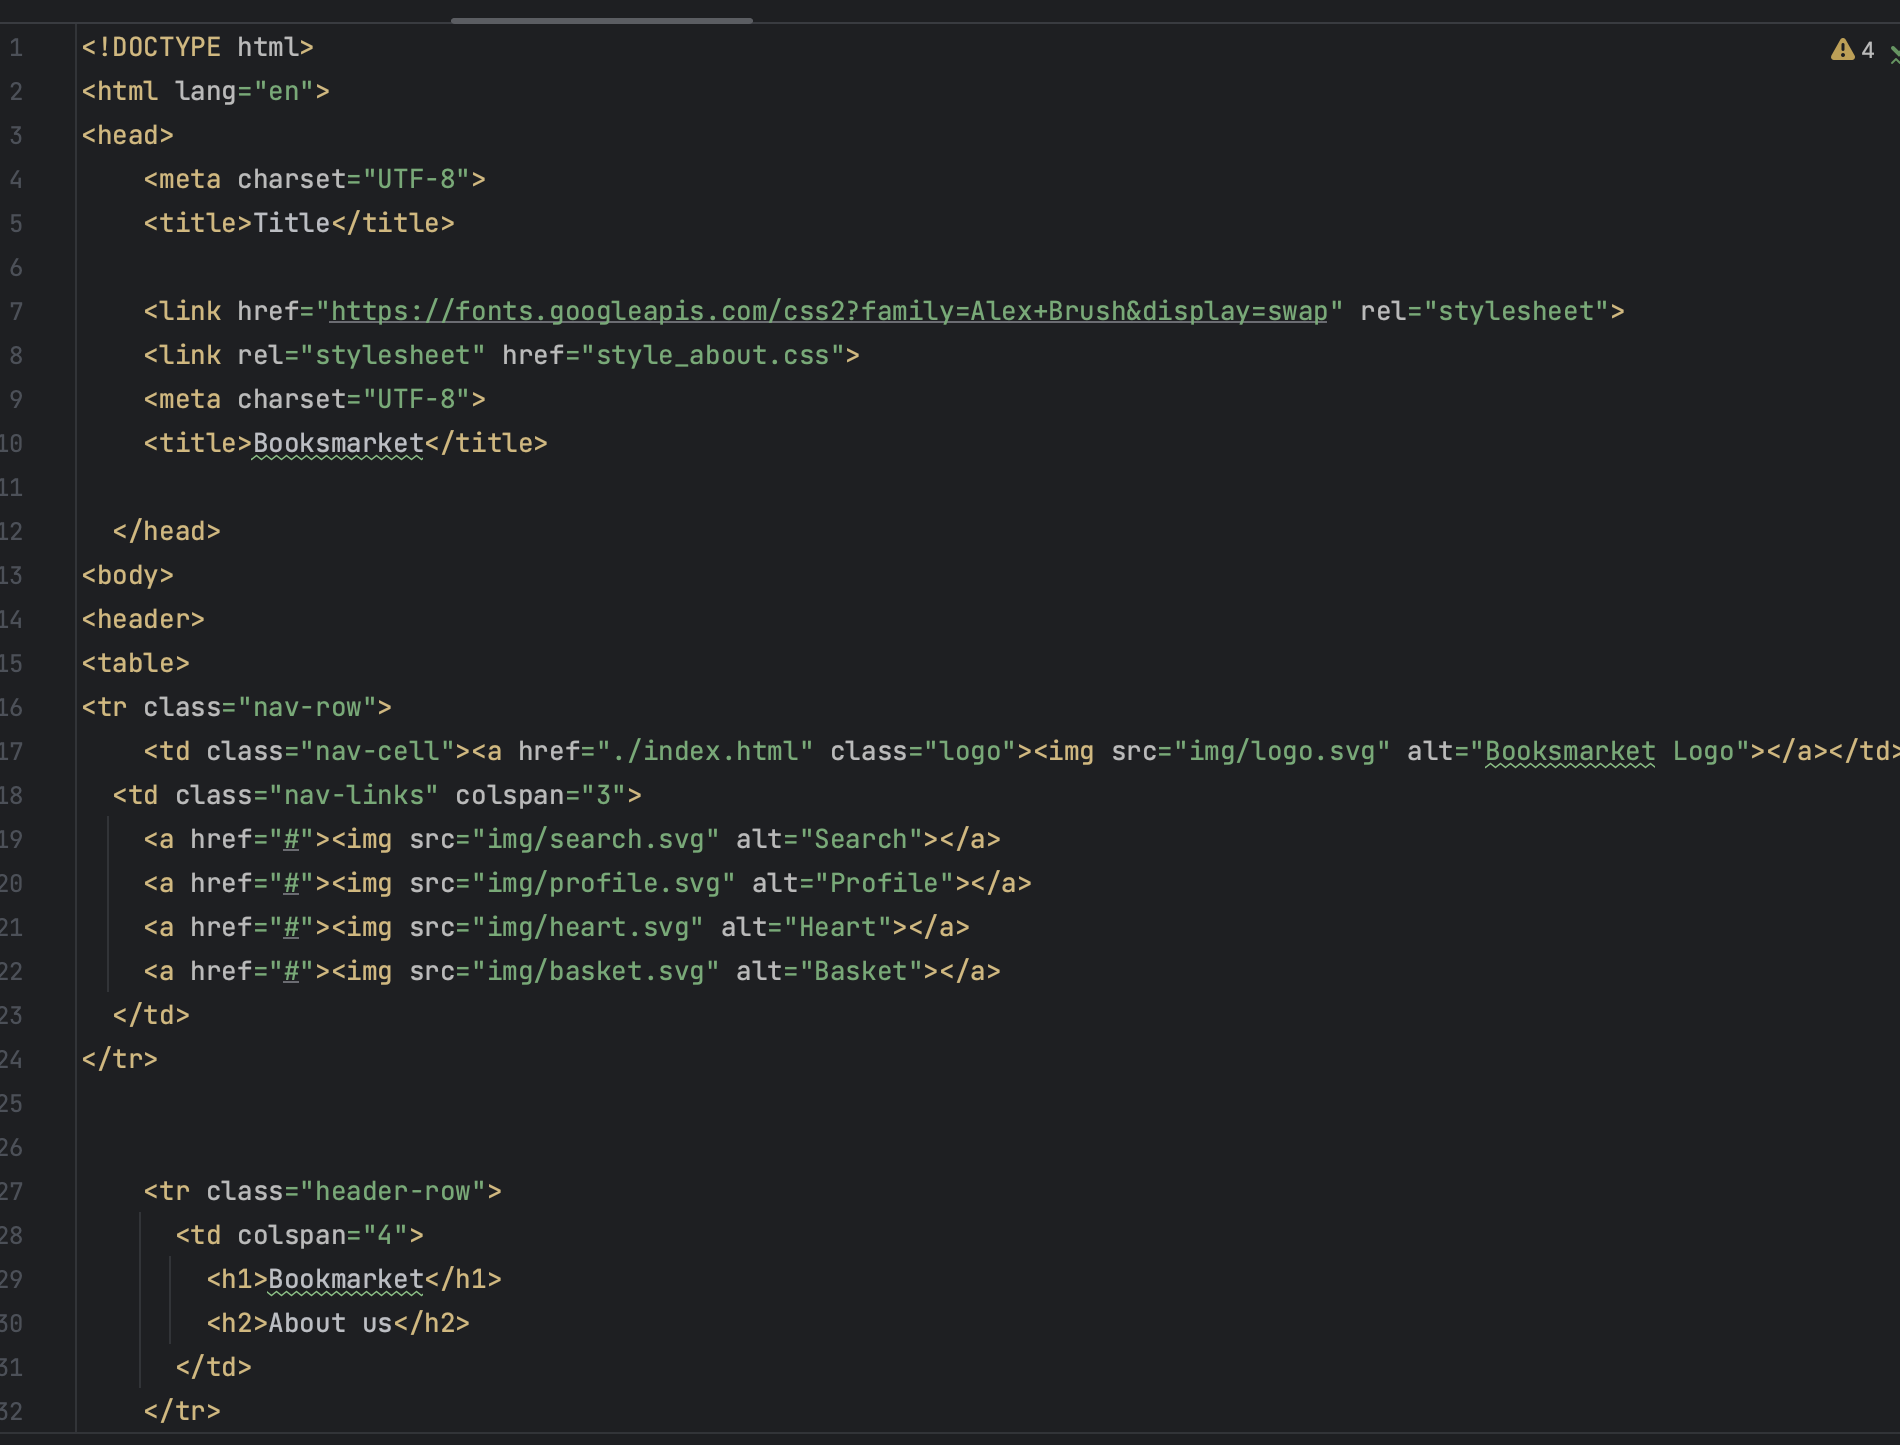 1 <!DOCTYPE html>
2 <html lang="en">
3 <head>
4     <meta charset="UTF-8">
5     <title>Title</title>
6
7     <link href="https://fonts.googleapis.com/css2?family=Alex+Brush&display=swap" rel="stylesheet">
8     <link rel="stylesheet" href="style_about.css">
9     <meta charset="UTF-8">
10     <title>Booksmarket</title>
11
12   </head>
13 <body>
14 <header>
15 <table>
16 <tr class="nav-row">
17     <td class="nav-cell"><a href="./index.html" class="logo"><img src="img/logo.svg" alt="Booksmarket Logo"></a></td>
18   <td class="nav-links" colspan="3">
19     <a href="#"><img src="img/search.svg" alt="Search"></a>
20     <a href="#"><img src="img/profile.svg" alt="Profile"></a>
21     <a href="#"><img src="img/heart.svg" alt="Heart"></a>
22     <a href="#"><img src="img/basket.svg" alt="Basket"></a>
23   </td>
24 </tr>
25
26
27     <tr class="header-row">
28       <td colspan="4">
29         <h1>Bookmarket</h1>
30         <h2>About us</h2>
31       </td>
32     </tr>
4